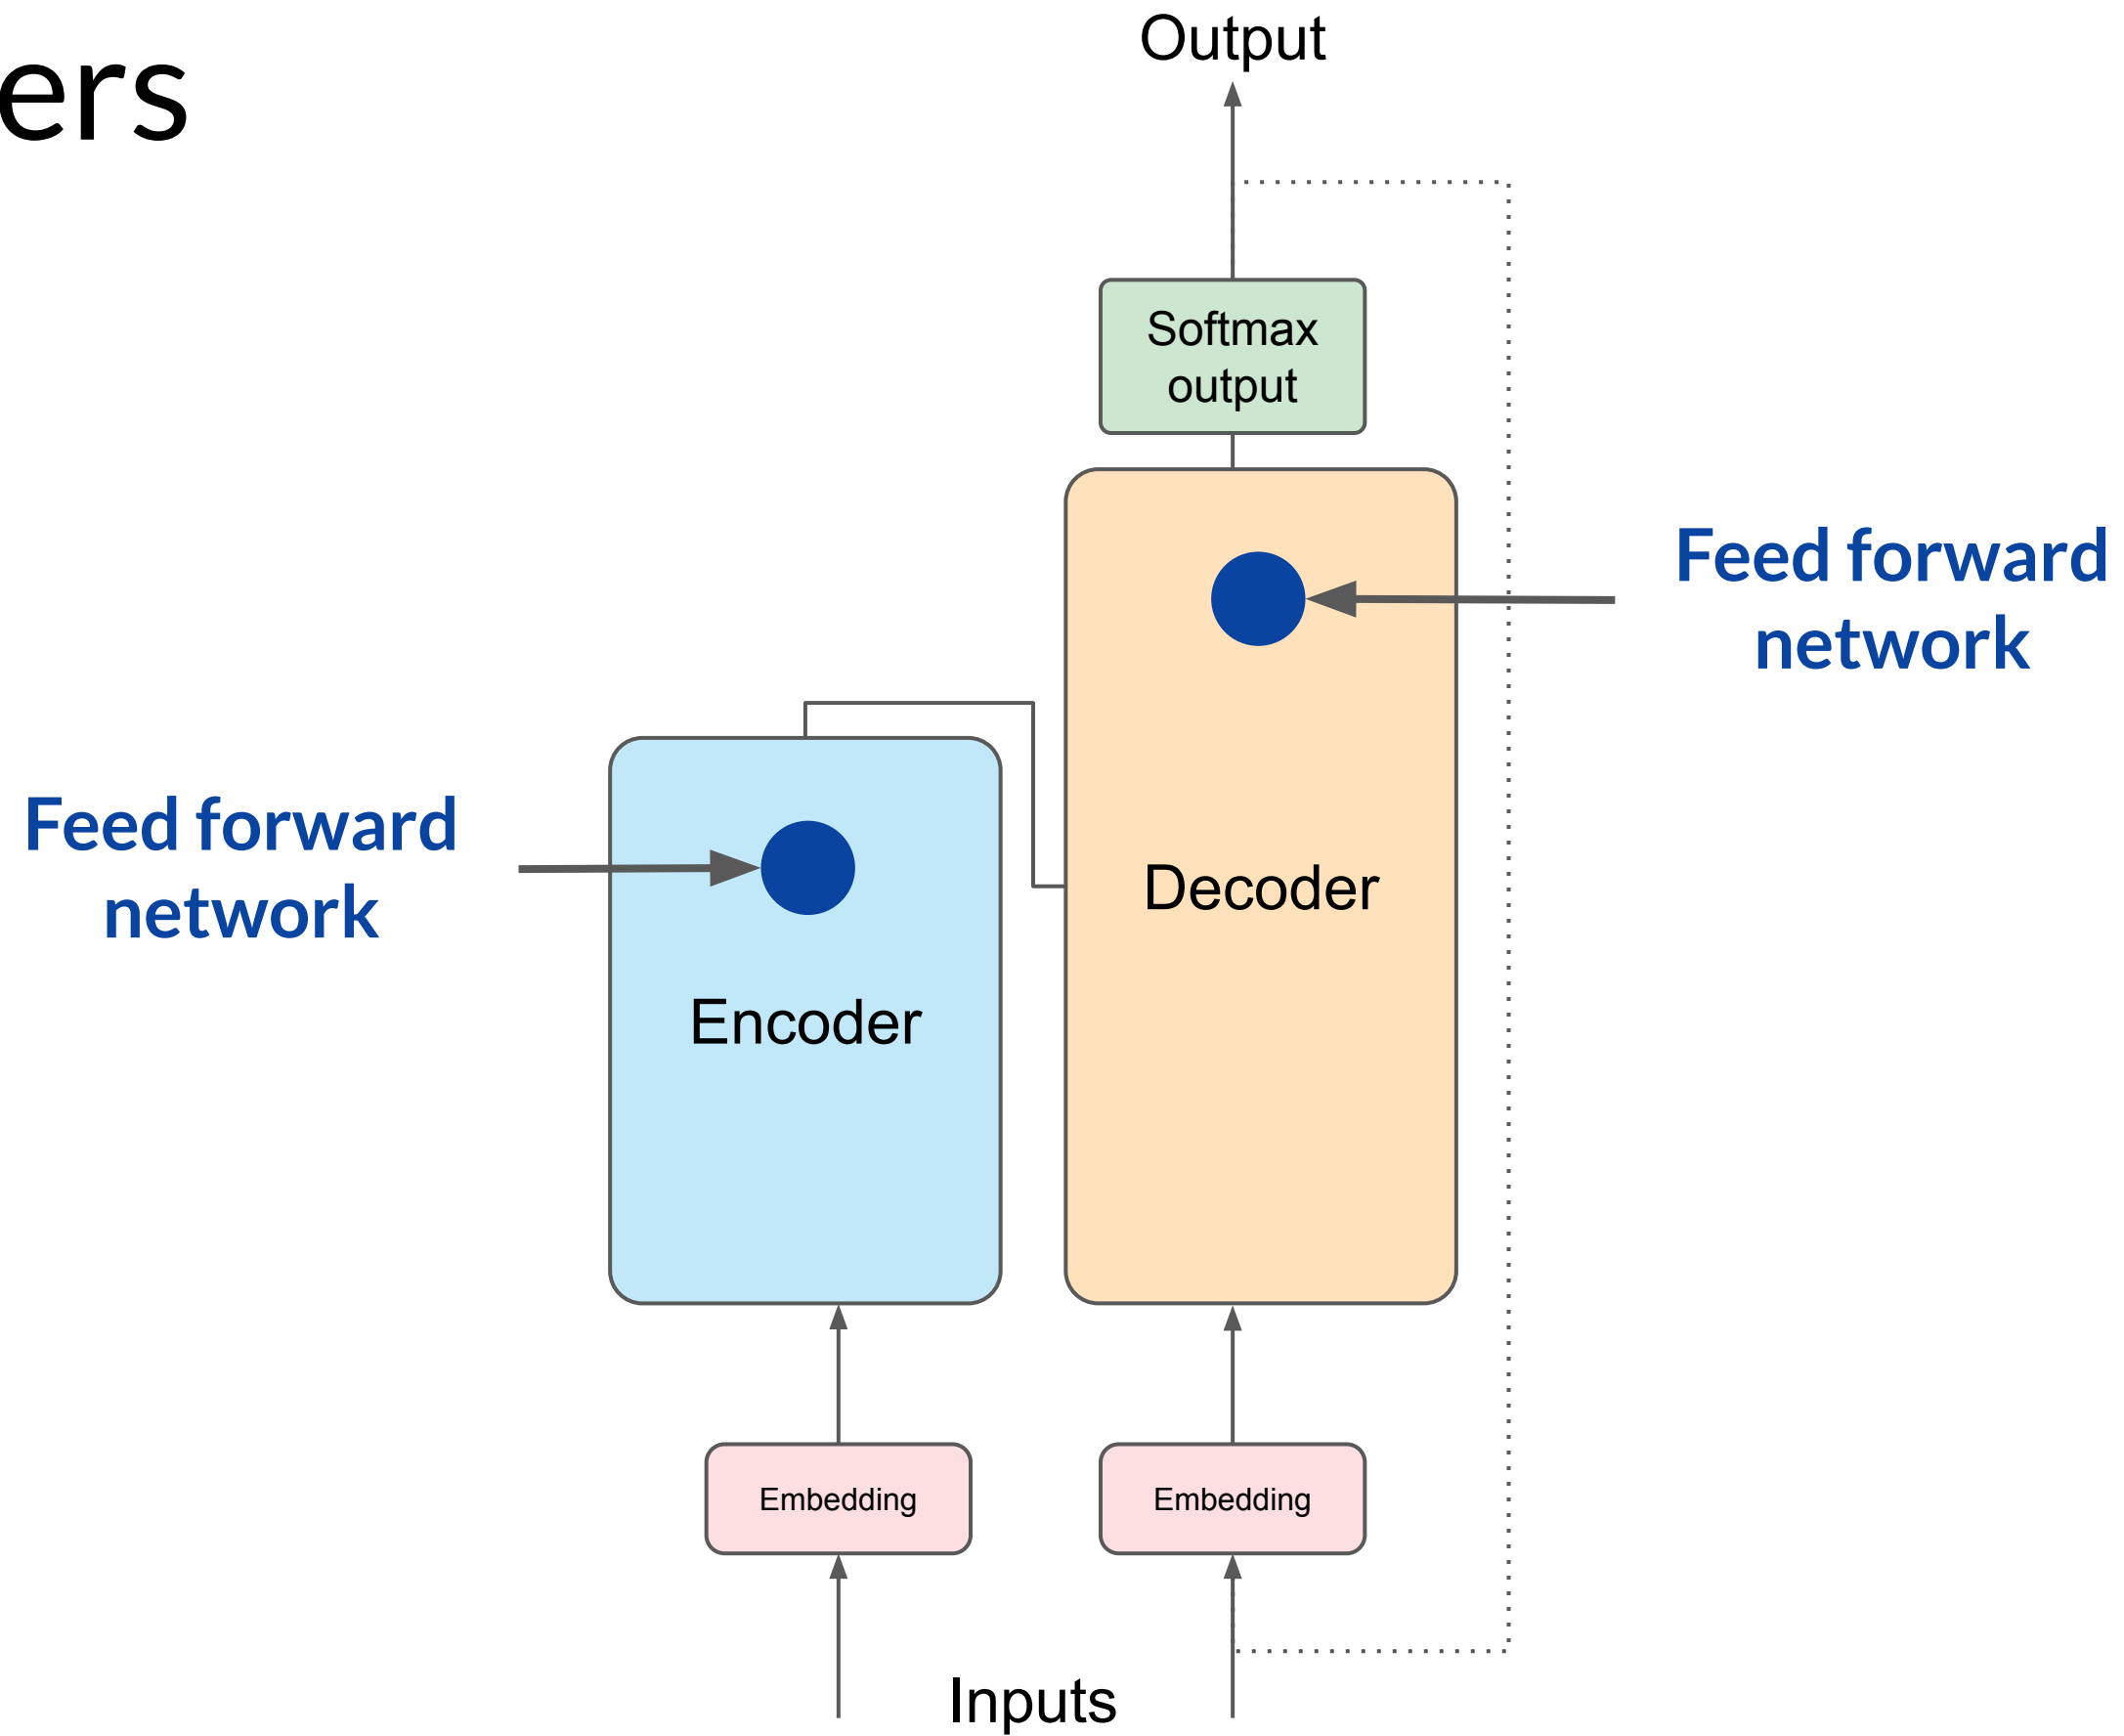 ers
Output
Softmax
output
Feed forward
network
Decoder
Feed forward
network
Encoder
Embedding
Embedding
Inputs